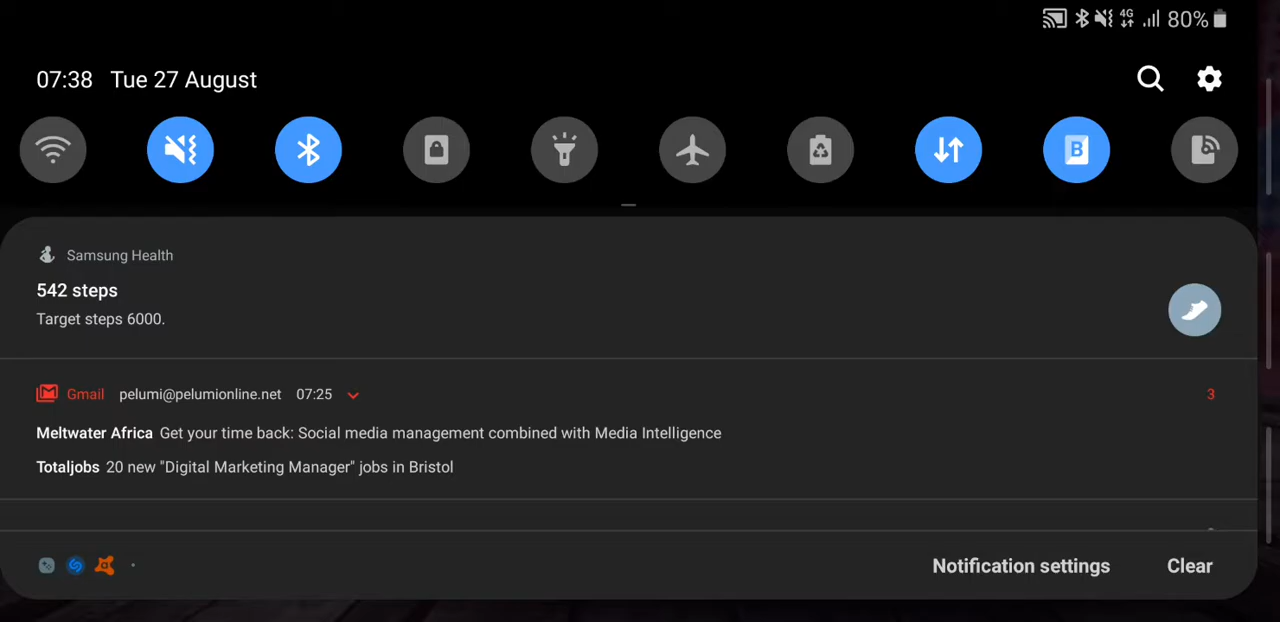 4G 80%
07:38 Tue 27 August
B
Samsung Health
542 steps
Target steps 6000.
Gmail pelumi@pelumionline.net 07:25 3
Meltwater Africa Get your time back: Social media management combined with Media Intelligence
Totaljobs 20 new "Digital Marketing Manager" jobs in Bristol
Notification settings Clear